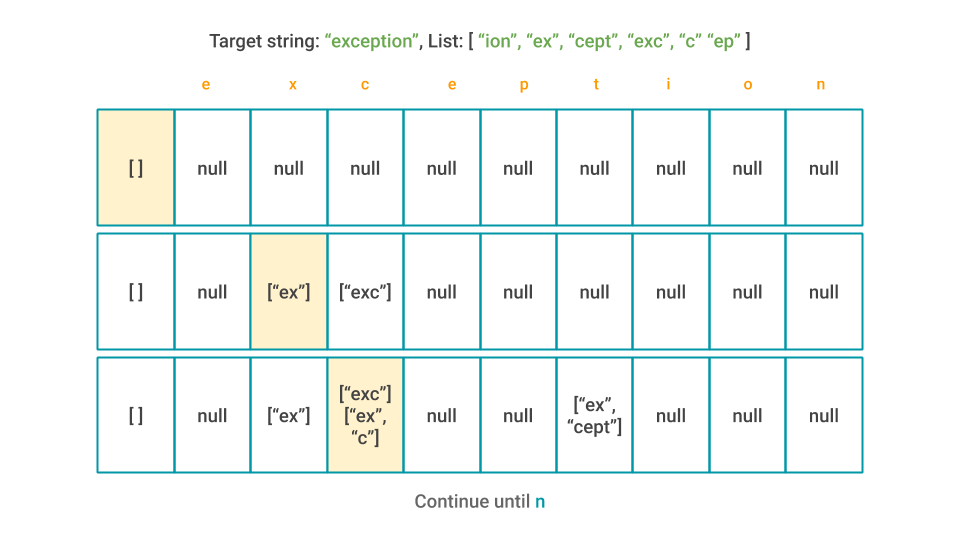 Target string: “exception”, List: [ “ion”, “ex”, “cept”, “exc”, “c” “ep” ]
e x c e p t i o n
[ ] null null null null null null null null null
[ ] null [“ex”] [“exc”] null null null null null null
[ ] null [“ex”] [“exc”] [“ex”, “c”] null null [“ex”, “cept”] null null null
Continue until n